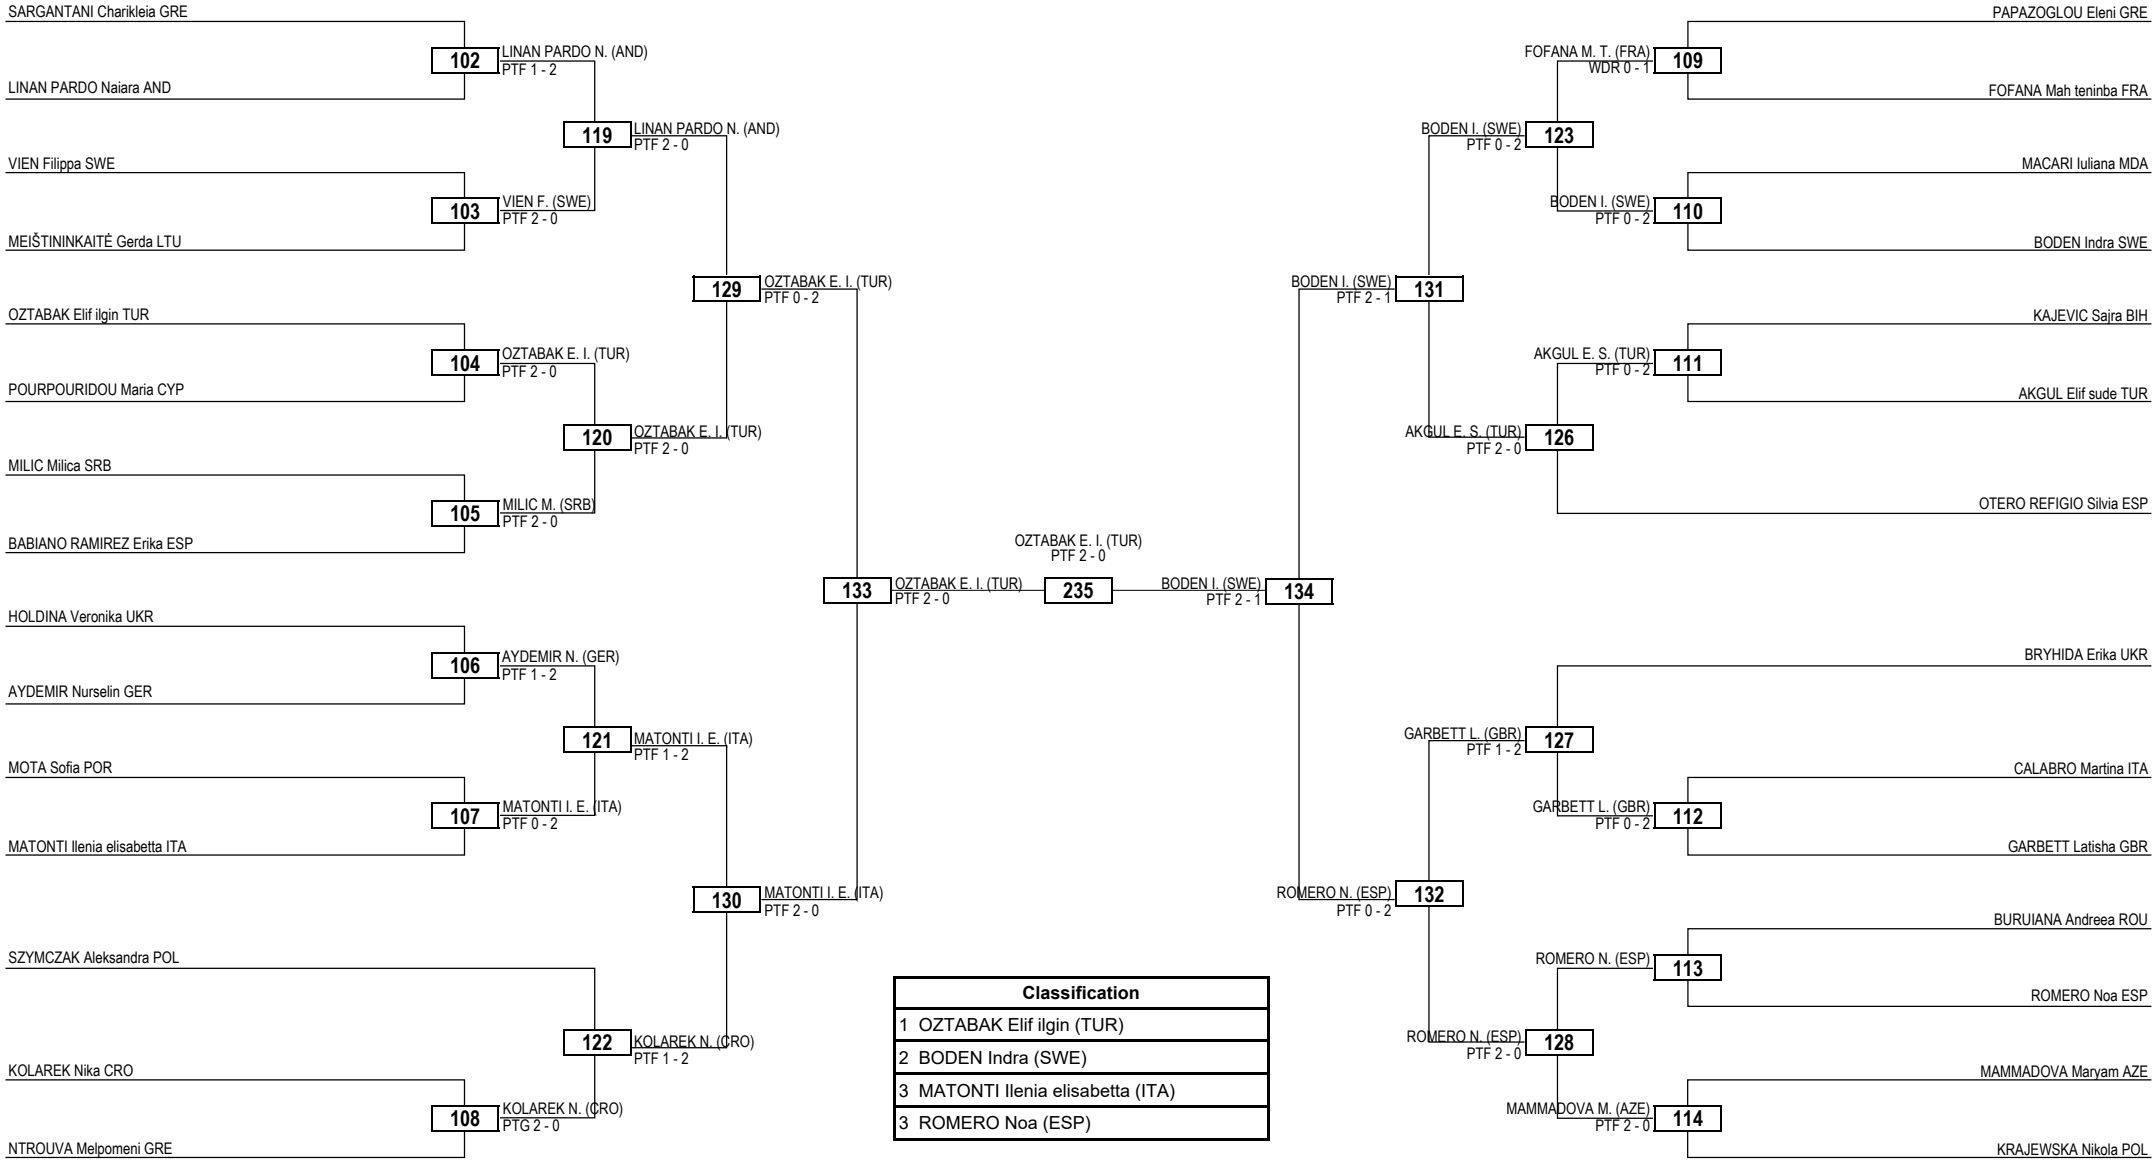 SARGANTANI Charikleia GRE
102
LINAN PARDO N. (AND)
PTF 1 - 2
LINAN PARDO Naiara AND
119
LINAN PARDO N. (AND)
PTF 2 - 0
VIEN Filippa SWE
103
VIEN F. (SWE)
PTF 2 - 0
MEIŠTININKAITĖ Gerda LTU
129
OZTABAK E. I. (TUR)
PTF 0 - 2
OZTABAK Elif ilgin TUR
104
OZTABAK E. I. (TUR)
PTF 2 - 0
POURPOURIDOU Maria CYP
120
OZTABAK E. I. (TUR)
PTF 2 - 0
MILIC Milica SRB
105
MILIC M. (SRB)
PTF 2 - 0
BABIANO RAMIREZ Erika ESP
133
OZTABAK E. I. (TUR)
PTF 2 - 0
HOLDINA Veronika UKR
106
AYDEMIR N. (GER)
PTF 1 - 2
AYDEMIR Nurselin GER
121
MATONTI I. E. (ITA)
PTF 1 - 2
MOTA Sofia POR
107
MATONTI I. E. (ITA)
PTF 0 - 2
MATONTI Ilenia elisabetta ITA
130
MATONTI I. E. (ITA)
PTF 2 - 0
SZYMCZAK Aleksandra POL
122
KOLAREK N. (CRO)
PTF 1 - 2
KOLAREK Nika CRO
108
KOLAREK N. (CRO)
PTG 2 - 0
NTROUVA Melpomeni GRE
OZTABAK E. I. (TUR)
PTF 2 - 0
235
PAPAZOGLOU Eleni GRE
FOFANA M. T. (FRA)
WDR 0 - 1
109
FOFANA Mah teninba FRA
BODEN I. (SWE)
PTF 0 - 2
123
MACARI Iuliana MDA
BODEN I. (SWE)
PTF 0 - 2
110
BODEN Indra SWE
BODEN I. (SWE)
PTF 2 - 1
131
KAJEVIC Sajra BIH
AKGUL E. S. (TUR)
PTF 0 - 2
111
AKGUL Elif sude TUR
AKGUL E. S. (TUR)
PTF 2 - 0
126
OTERO REFIGIO Silvia ESP
BODEN I. (SWE)
PTF 2 - 1
134
BRYHIDA Erika UKR
GARBETT L. (GBR)
PTF 1 - 2
127
CALABRO Martina ITA
GARBETT L. (GBR)
PTF 0 - 2
112
GARBETT Latisha GBR
ROMERO N. (ESP)
PTF 0 - 2
132
BURUIANA Andreea ROU
ROMERO N. (ESP)
113
ROMERO Noa ESP
ROMERO N. (ESP)
PTF 2 - 0
128
MAMMADOVA Maryam AZE
MAMMADOVA M. (AZE)
PTF 2 - 0
114
KRAJEWSKA Nikola POL
Classification
1 OZTABAK Elif ilgin (TUR)
2 BODEN Indra (SWE)
3 MATONTI Ilenia elisabetta (ITA)
3 ROMERO Noa (ESP)